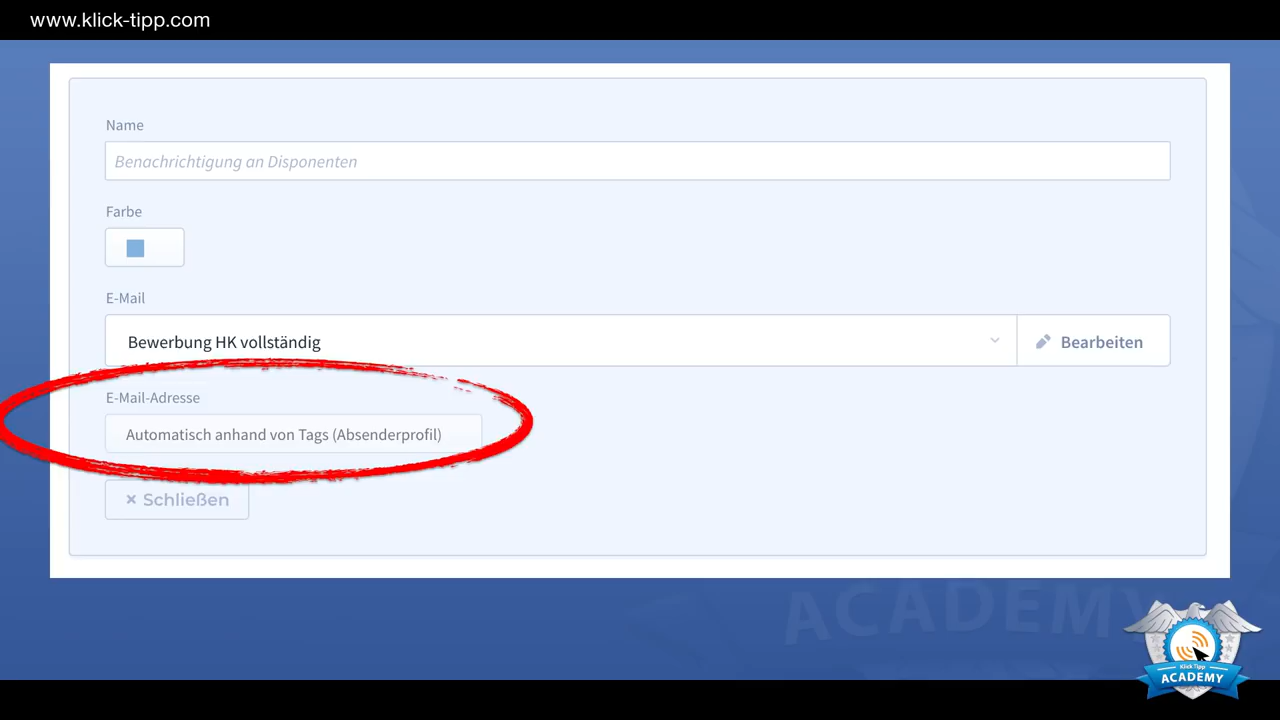 www.klick-tipp.com
Name
Benachrichtigung an Disponenten
Farbe
E-Mail
Bewerbung HK vollständig
Bearbeiten
E-Mail-Adresse
Automatisch anhand von Tags (Absenderprofil)
× Schließen
ACADEMY
Klick Tipp
ACADEMY